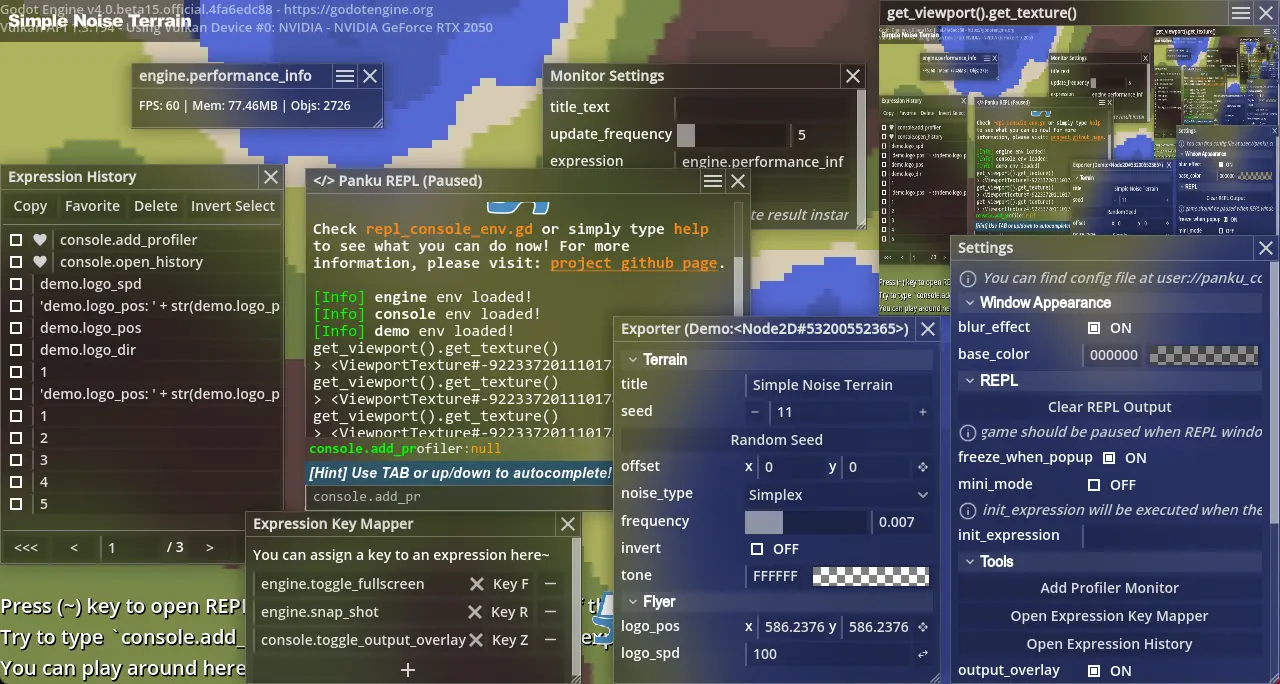 Godot Engine v4.0.beta15.official.4fa6edc88 - https://godotengine.org
Simple Noise Terrain
Vulkan API 1.3.194 - Using Vulkan Device #0: NVIDIA - NVIDIA GeForce RTX 2050
engine.performance_info
FPS: 60 | Mem: 77.46MB | Objs: 2726
Monitor Settings
title_text
update_frequency 5
expression engine.performance_inf
te result instar
get_viewport().get_texture()
Expression History
Copy Favorite Delete Invert Select
console.add_profiler
console.open_history
demo.logo_spd
'demo.logo_pos: ' + str(demo.logo_p
demo.logo_pos
demo.logo_dir
1
'demo.logo_pos: ' + str(demo.logo_p
1
2
3
4
5
<<< < 1 / 3 >
</> Panku REPL (Paused)
Check repl_console_env.gd or simply type help
to see what you can do now! For more
information, please visit: project github page.
[Info] engine env loaded!
[Info] console env loaded!
[Info] demo env loaded!
get_viewport().get_texture()
> <ViewportTexture#-92233720111017
get_viewport().get_texture()
> <ViewportTexture#-92233720111017
get_viewport().get_texture()
> <ViewportTexture#-92233720111017
console.add_profiler:null
[Hint] Use TAB or up/down to autocomplete!
console.add_pr
Expression Key Mapper
You can assign a key to an expression here~
engine.toggle_fullscreen Key F
engine.snap_shot Key R
console.toggle_output_overlay Key Z
+
Press (~) key to open REPL
Try to type `console.add_
You can play around here
Exporter (Demo:<Node2D#53200552365>)
Terrain
title Simple Noise Terrain
seed − 11 +
Random Seed
offset x 0 y 0
noise_type Simplex
frequency 0.007
invert OFF
tone FFFFFF
Flyer
logo_pos x 586.2376 y 586.2376
logo_spd 100
Settings
You can find config file at user://panku_co
Window Appearance
blur_effect ON
base_color 000000
REPL
Clear REPL Output
game should be paused when REPL windo
freeze_when_popup ON
mini_mode OFF
init_expression will be executed when the
init_expression
Tools
Add Profiler Monitor
Open Expression Key Mapper
Open Expression History
output_overlay ON